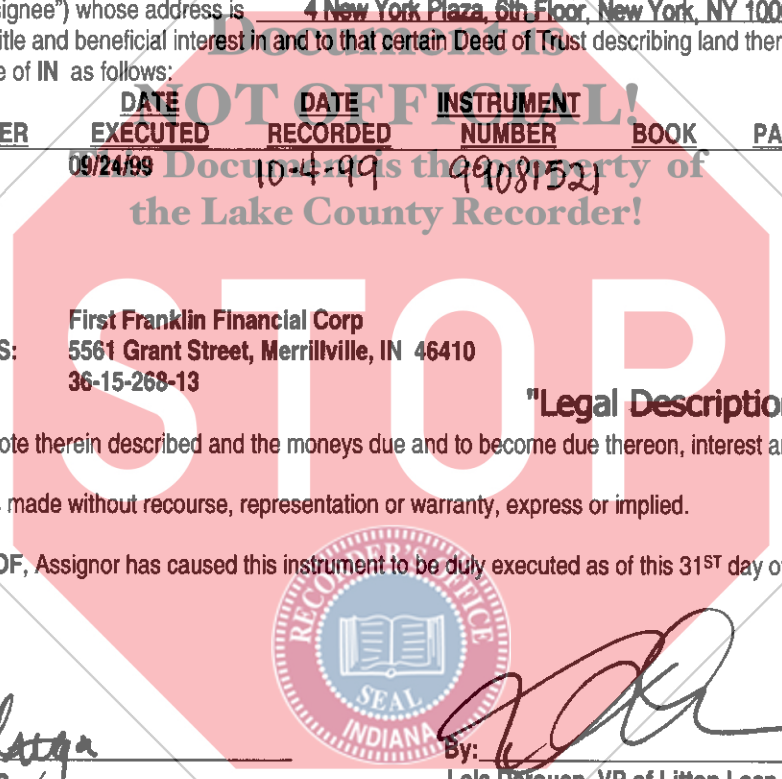 signee") whose address is 4 New York Plaza, 6th Floor, New York, NY 100
Document is
itle and beneficial interest in and to that certain Deed of Trust describing land ther
e of IN as follows:
NOT OFFICIAL!
DATE DATE INSTRUMENT
ER EXECUTED RECORDED NUMBER BOOK PA
This Document is the property of
09/24/99 10-4-99 99081521
the Lake County Recorder!
STOP
First Franklin Financial Corp
S: 5561 Grant Street, Merrillville, IN 46410
36-15-268-13
"Legal Descriptio
ote therein described and the moneys due and to become due thereon, interest a
made without recourse, representation or warranty, express or implied.
OF, Assignor has caused this instrument to be duly executed as of this 31ST day o
RECORDER'S OFFICE
SEAL
INDIANA
By:
VP of Litton Loan